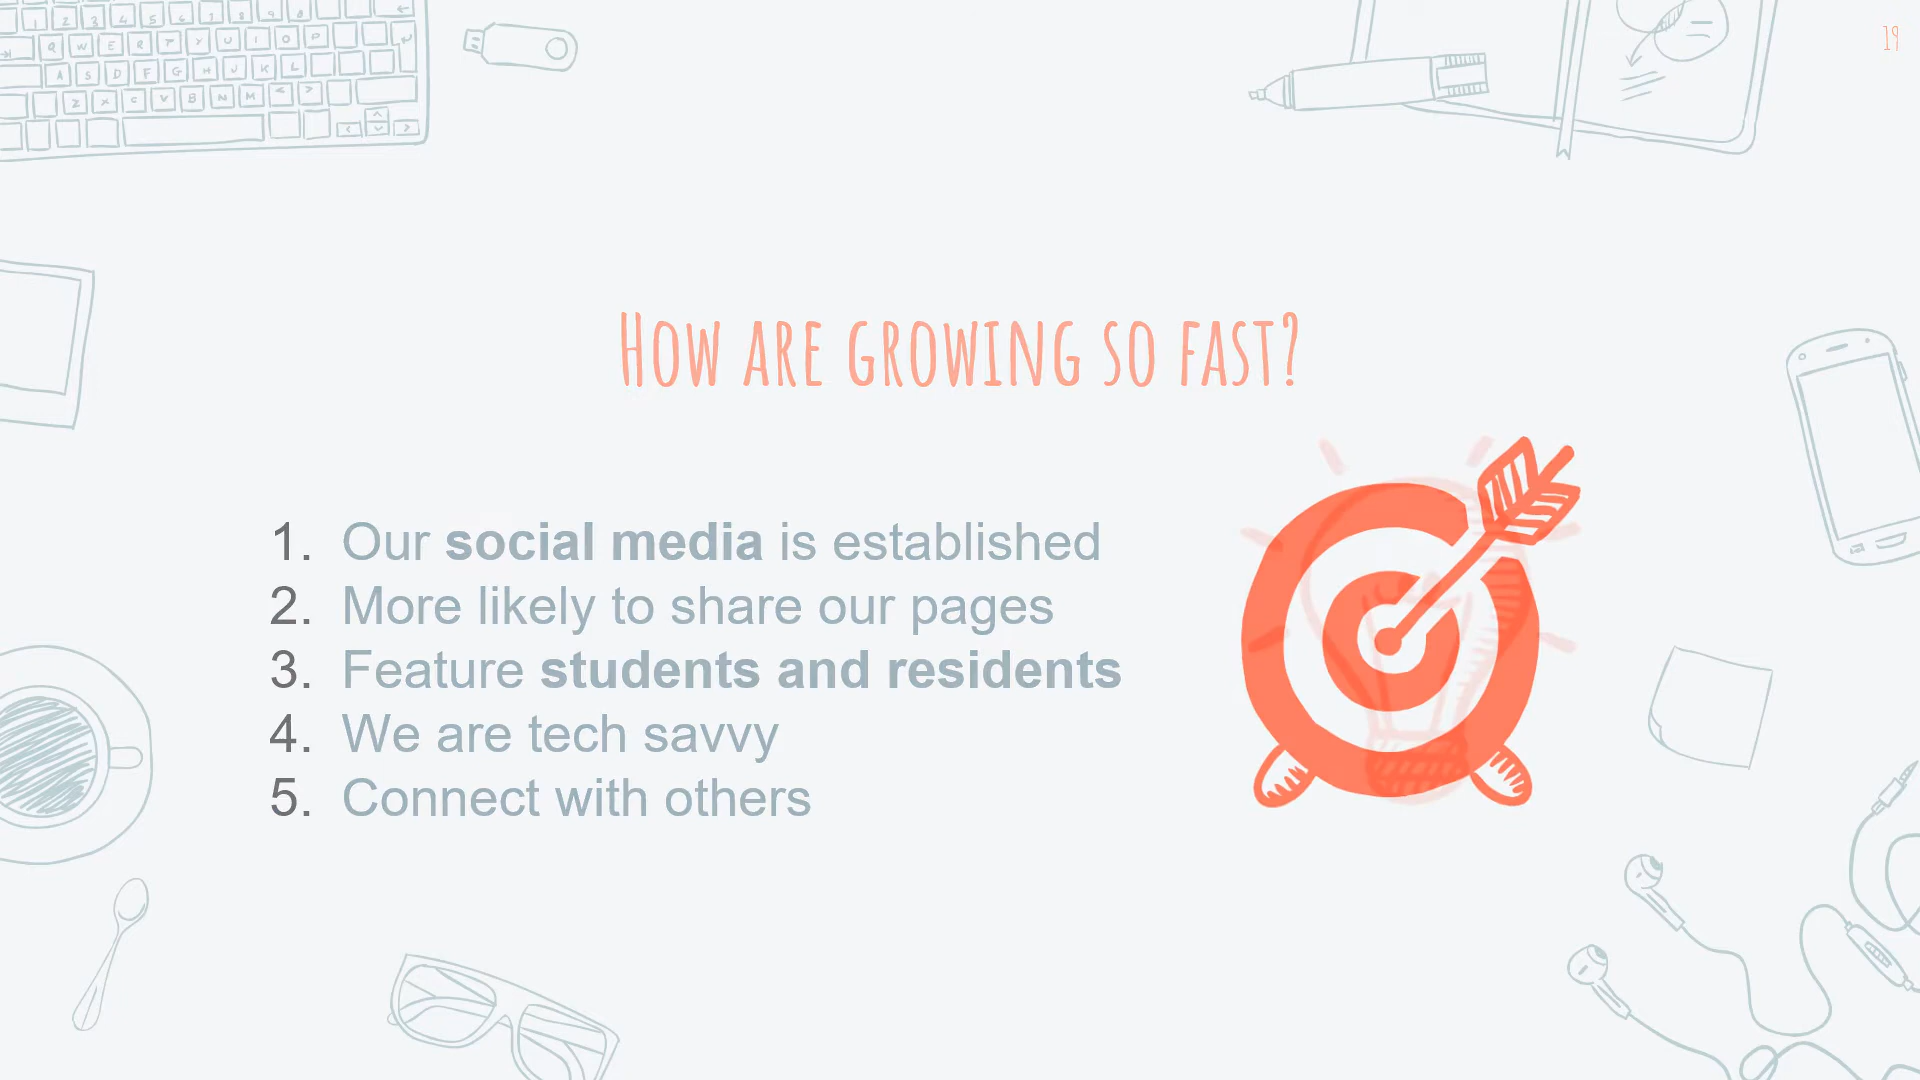 19
How are growing so fast?
1. Our social media is established
2. More likely to share our pages
3. Feature students and residents
4. We are tech savvy
5. Connect with others